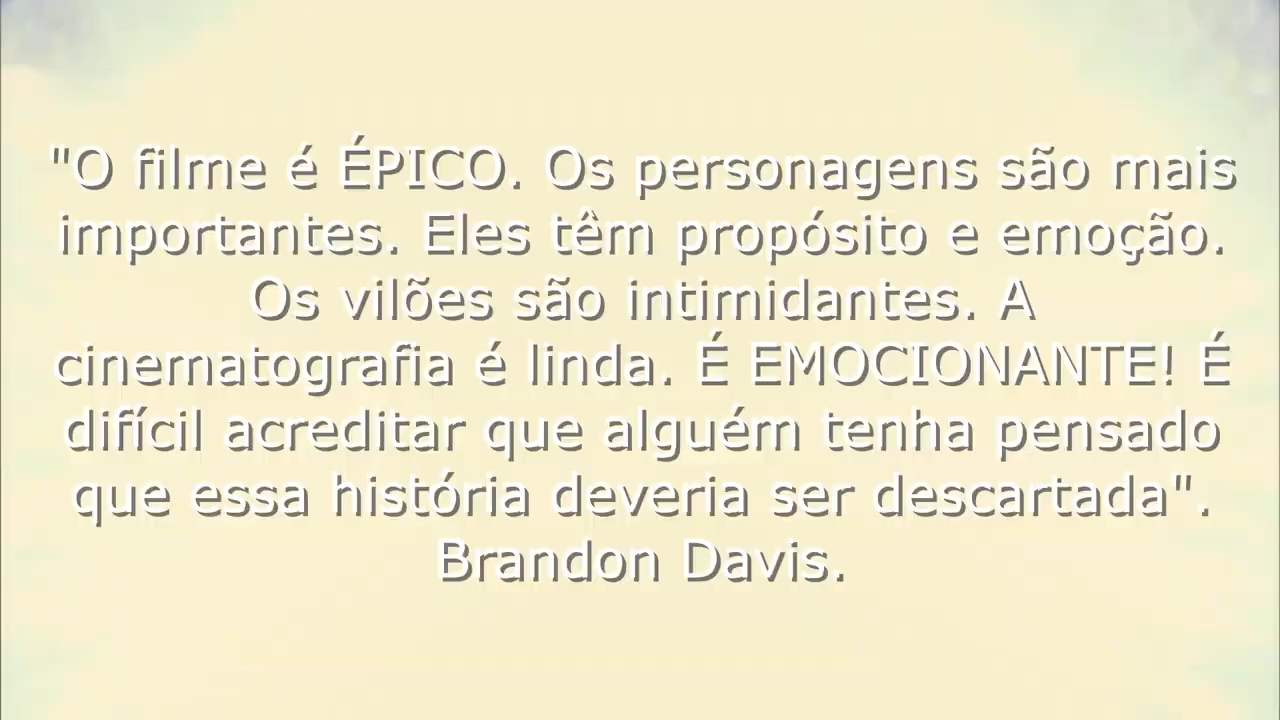 "O filme é ÉPICO. Os personagens são mais
importantes. Eles têm propósito e emoção.
Os vilões são intimidantes. A
cinematografia é linda. É EMOCIONANTE! É
difícil acreditar que alguém tenha pensado
que essa história deveria ser descartada".
Brandon Davis.